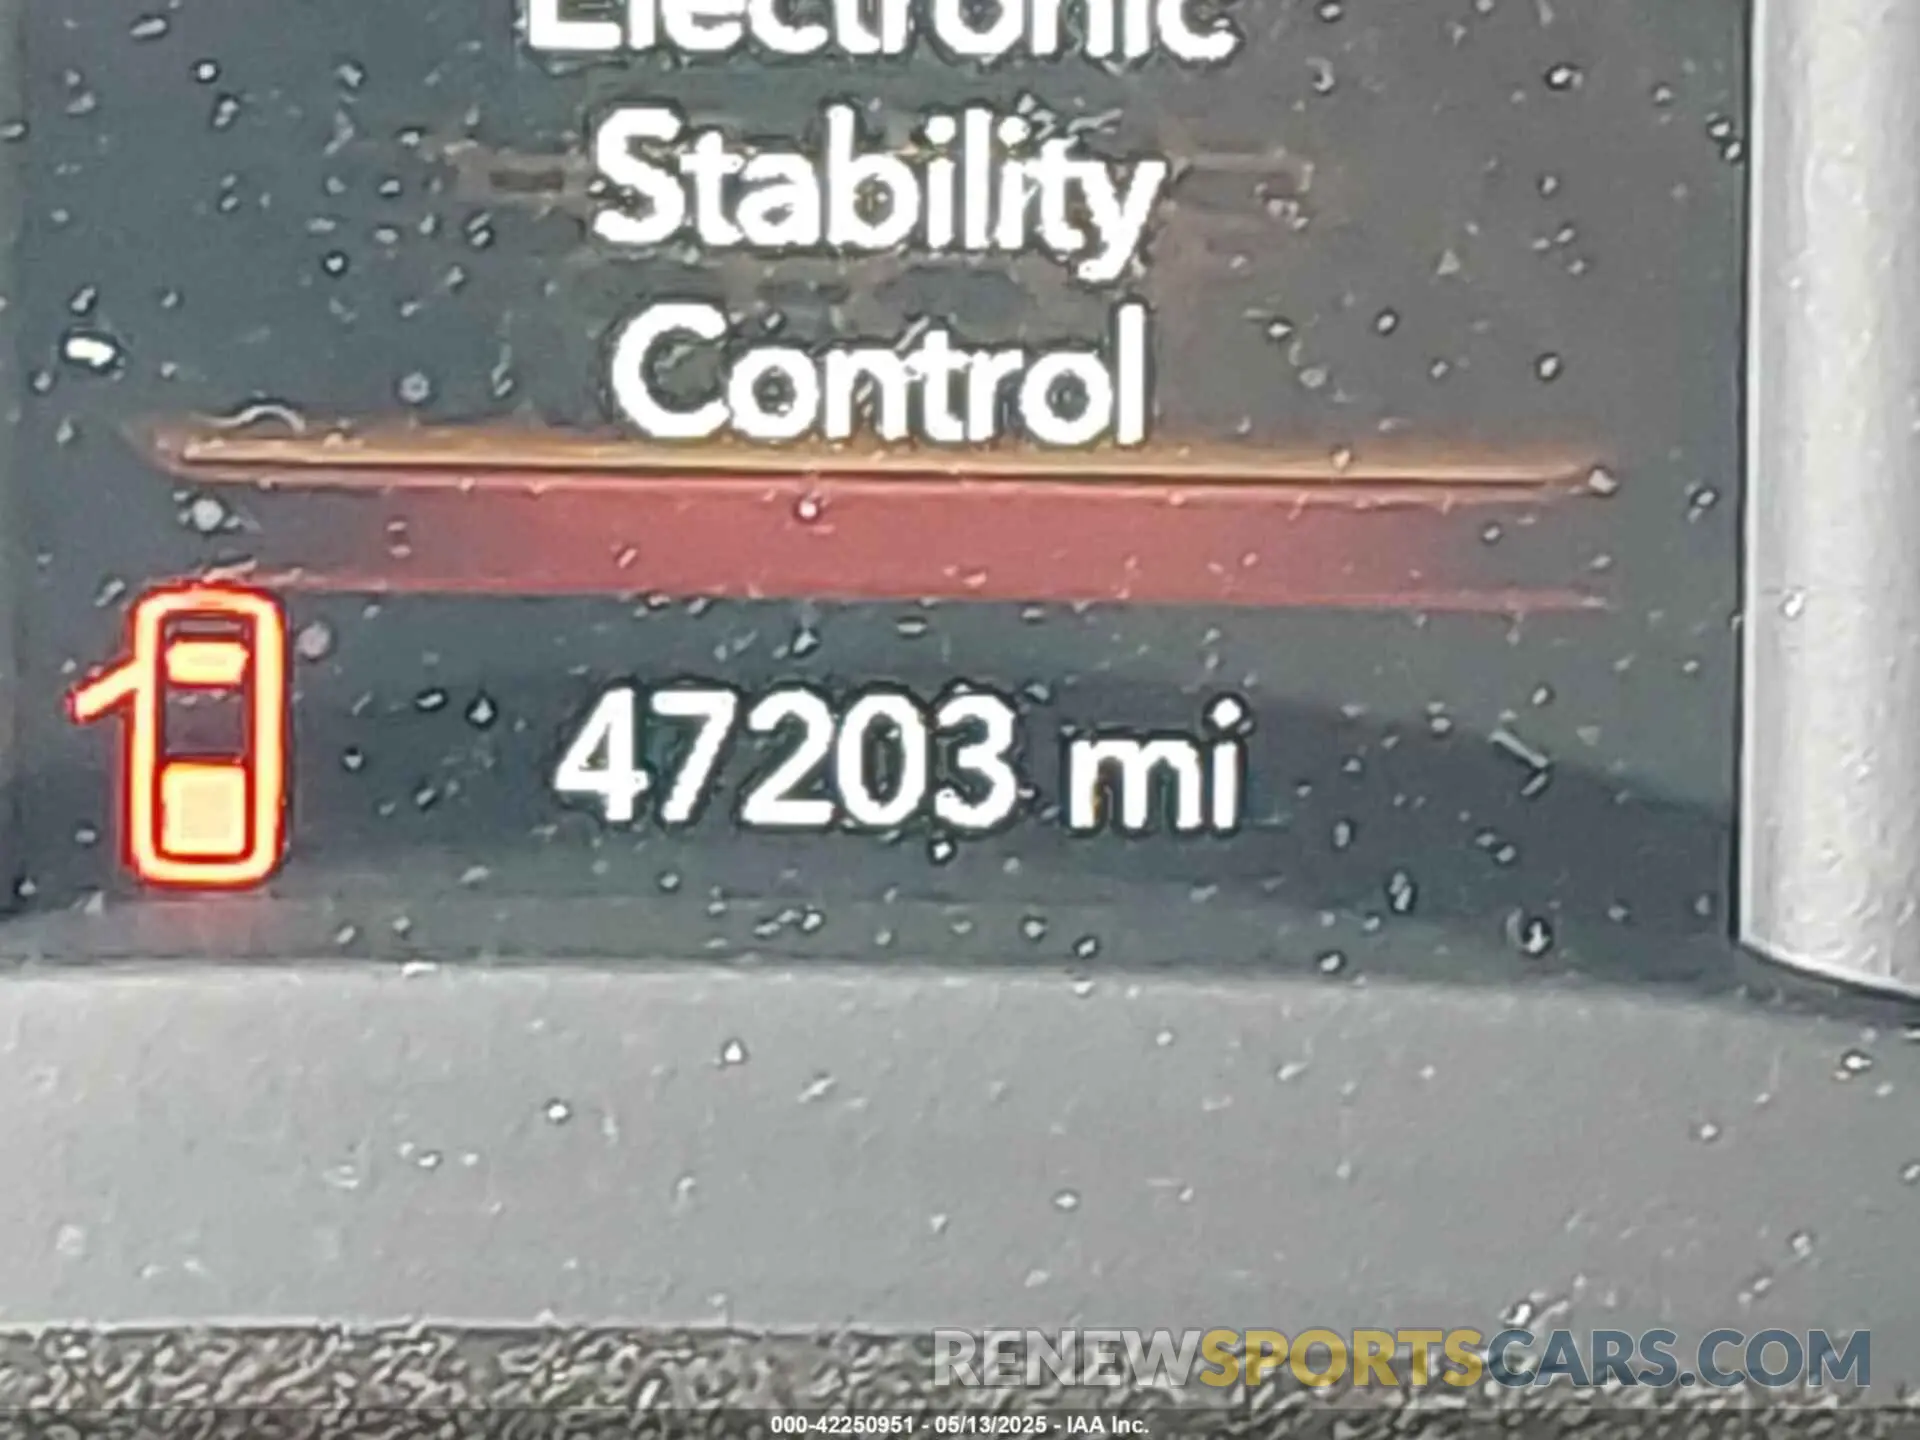 Electronic
Stability
Control
47203 mi
RENEWSPORTSCARS.COM
000-42250951 - 05/13/2025 - IAA Inc.